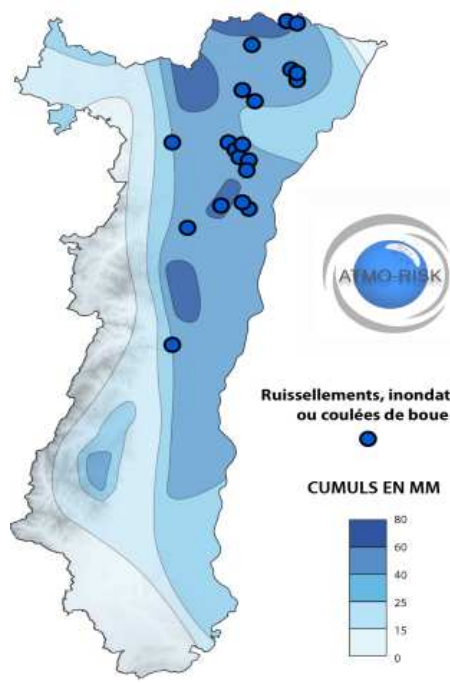 ATMO-RISK
Ruissellements, inondat
ou coulées de boue
CUMULS EN MM
80
60
40
25
15
0